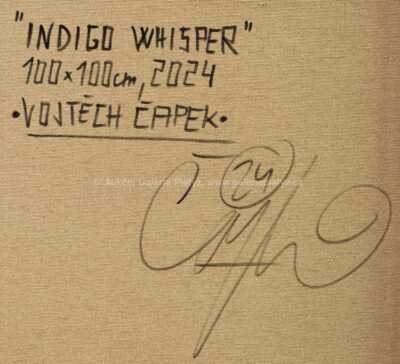 "INDIGO WHISPER"
100×100cm, 2024
•VOJTĚCH ČAPEK•
24